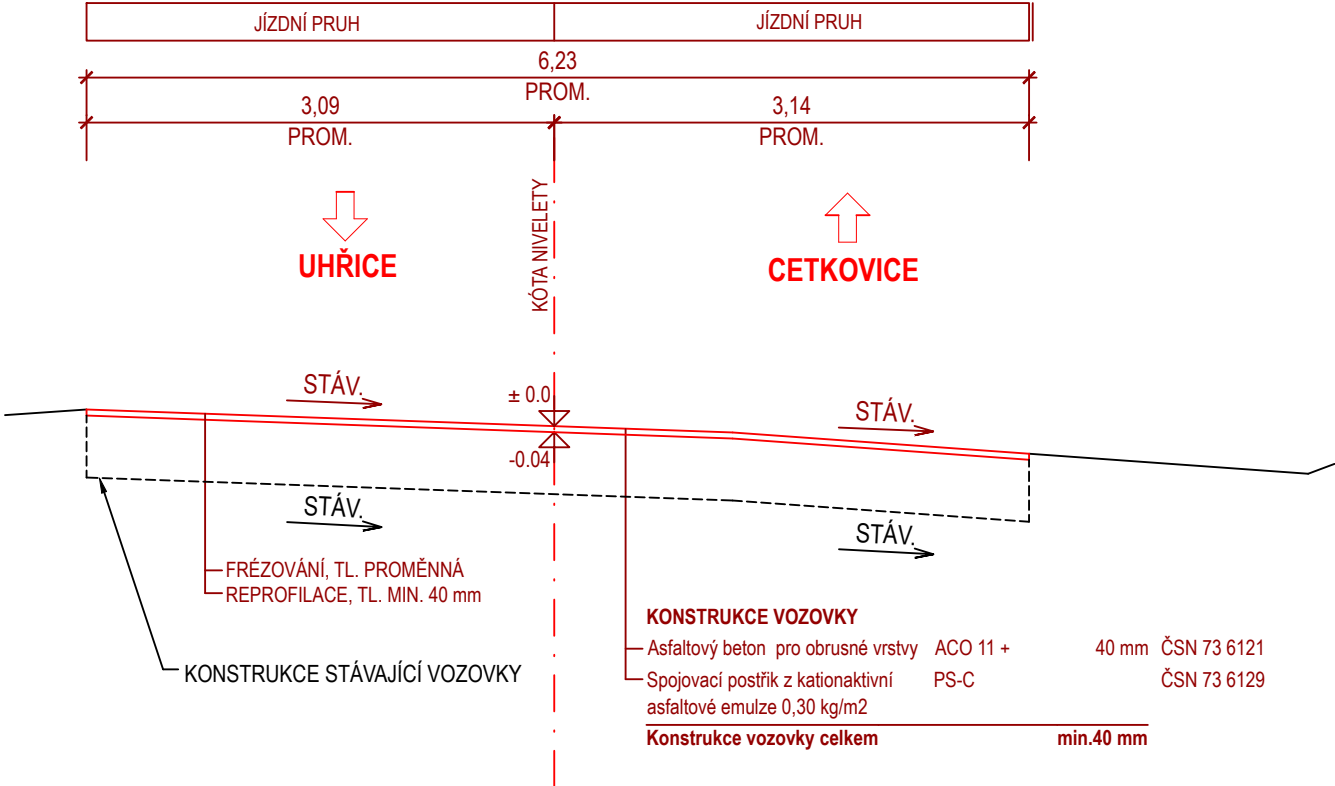 JÍZDNÍ PRUH
JÍZDNÍ PRUH
6,23
PROM.
3,09
PROM.
3,14
PROM.
KÓTA NIVELETY
UHŘICE
CETKOVICE
STÁV.
± 0.0
STÁV.
-0.04
STÁV.
STÁV.
FRÉZOVÁNÍ, TL. PROMĚNNÁ
REPROFILACE, TL. MIN. 40 mm
KONSTRUKCE STÁVAJÍCÍ VOZOVKY
KONSTRUKCE VOZOVKY
Asfaltový beton pro obrusné vrstvy ACO 11 + 40 mm ČSN 73 6121
Spojovací postřik z kationaktivní PS-C ČSN 73 6129
asfaltové emulze 0,30 kg/m2
Konstrukce vozovky celkem min.40 mm